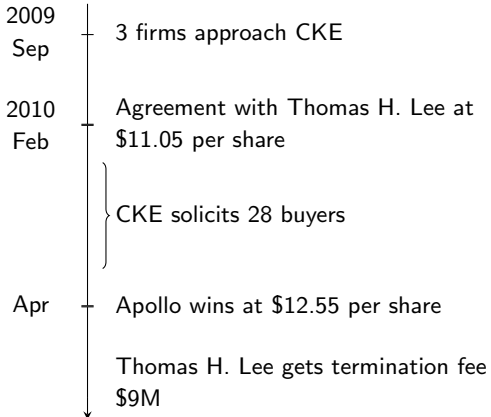 2009
Sep
3 firms approach CKE
2010
Feb
Agreement with Thomas H. Lee at
$11.05 per share
CKE solicits 28 buyers
Apr
Apollo wins at $12.55 per share
Thomas H. Lee gets termination fee
$9M